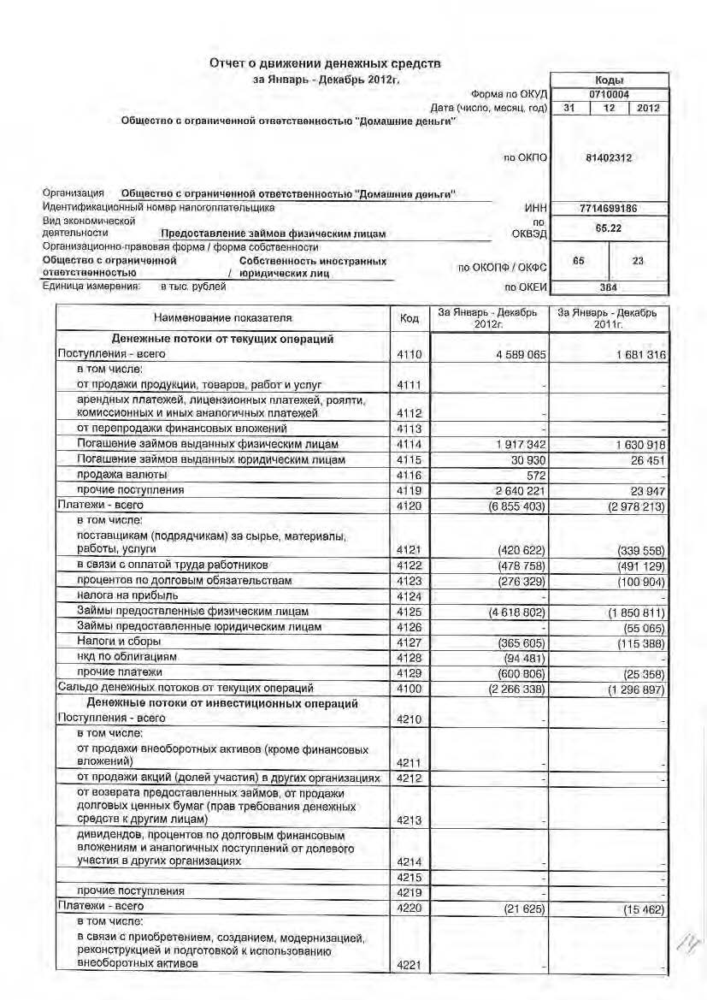 Отчет о движении денежных средств
за Январь - Декабрь 2012г.
Коды
Форма по ОКУД 0710004
Дата (число, месяц, год) 31 12 2012
Общество с ограниченной ответственностью "Домашние деньги"
по ОКПО 81402312
Организация Общество с ограниченной ответственностью "Домашние деньги"
Идентификационный номер налогоплательщика ИНН 7714699186
Вид экономической
деятельности Предоставление займов физическим лицам
по
ОКВЭД 65.22
Организационно-правовая форма / форма собственности
Общество с ограниченной Собственность иностранных
ответственностью / юридических лиц
по ОКОПФ / ОКФС 65 23
Единица измерения: в тыс. рублей по ОКЕИ 384
Наименование показателя Код За Январь - Декабрь 2012г. За Январь - Декабрь 2011г.
Денежные потоки от текущих операций
Поступления - всего 4110 4 589 065 1 681 316
в том числе:
от продажи продукции, товаров, работ и услуг 4111 - -
арендных платежей, лицензионных платежей, роялти,
комиссионных и иных аналогичных платежей 4112 - -
от перепродажи финансовых вложений 4113 - -
Погашение займов выданных физическим лицам 4114 1 917 342 1 630 918
Погашение займов выданных юридическим лицам 4115 30 930 26 451
продажа валюты 4116 572 -
прочие поступления 4119 2 640 221 23 947
Платежи - всего 4120 (6 855 403) (2 978 213)
в том числе:
поставщикам (подрядчикам) за сырье, материалы,
работы, услуги 4121 (420 622) (339 558)
в связи с оплатой труда работников 4122 (478 758) (491 129)
процентов по долговым обязательствам 4123 (276 329) (100 904)
налога на прибыль 4124 - -
Займы предоствленные физическим лицам 4125 (4 618 802) (1 850 811)
Займы предоставленные юридическим лицам 4126 - (55 065)
Налоги и сборы 4127 (365 605) (115 388)
нкд по облигациям 4128 (94 481) -
прочие платежи 4129 (600 806) (25 358)
Сальдо денежных потоков от текущих операций 4100 (2 266 338) (1 296 897)
Денежные потоки от инвестиционных операций
Поступления - всего 4210 - -
в том числе:
от продажи внеоборотных активов (кроме финансовых
вложений) 4211 - -
от продажи акций (долей участия) в других организациях 4212 - -
от возврата предоставленных займов, от продажи
долговых ценных бумаг (прав требования денежных
средств к другим лицам) 4213 - -
дивидендов, процентов по долговым финансовым
вложениям и аналогичных поступлений от долевого
участия в других организациях 4214 - -
4215 - -
прочие поступления 4219 - -
Платежи - всего 4220 (21 625) (15 462)
в том числе:
в связи с приобретением, созданием, модернизацией,
реконструкцией и подготовкой к использованию
внеоборотных активов 4221 - -
14